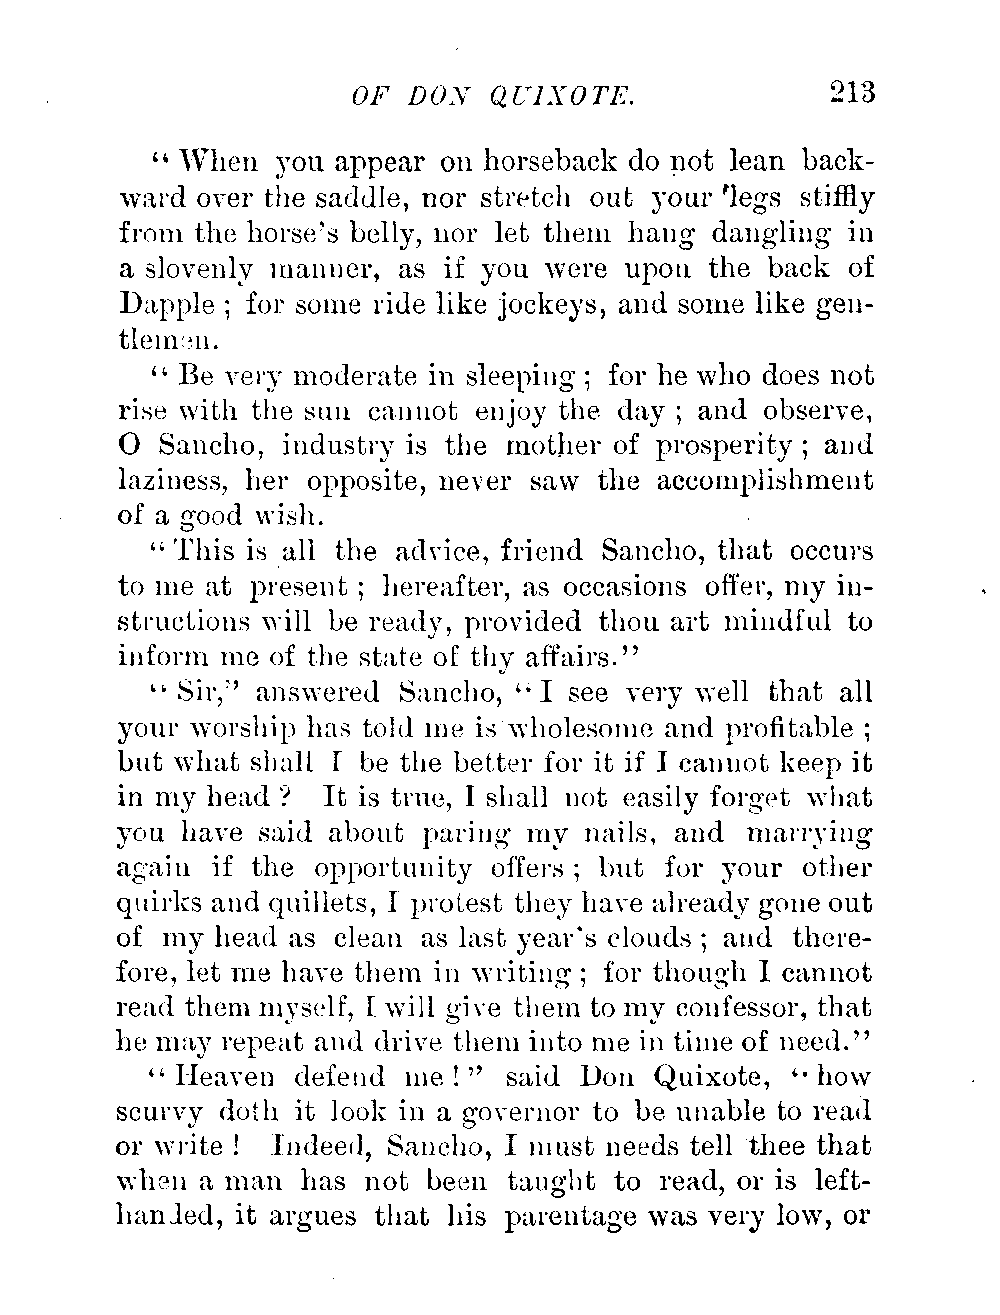 OF DON QUIXOTE. 213
“ When you appear on horseback do not lean back-
ward over the saddle, nor stretch out your legs stiffly
from the horse's belly, nor let them hang dangling in
a slovenly manner, as if you were upon the back of
Dapple ; for some ride like jockeys, and some like gen-
tlemen.
“ Be very moderate in sleeping ; for he who does not
rise with the sun cannot enjoy the day ; and observe,
O Sancho, industry is the mother of prosperity ; and
laziness, her opposite, never saw the accomplishment
of a good wish.
“ This is all the advice, friend Sancho, that occurs
to me at present ; hereafter, as occasions offer, my in-
structions will be ready, provided thou art mindful to
inform me of the state of thy affairs.”
“ Sir,” answered Sancho, “ I see very well that all
your worship has told me is wholesome and profitable ;
but what shall I be the better for it if I cannot keep it
in my head ? It is true, I shall not easily forget what
you have said about paring my nails, and marrying
again if the opportunity offers ; but for your other
quirks and quillets, I protest they have already gone out
of my head as clean as last year's clouds ; and there-
fore, let me have them in writing ; for though I cannot
read them myself, I will give them to my confessor, that
he may repeat and drive them into me in time of need.”
“ Heaven defend me ! ” said Don Quixote, “ how
scurvy doth it look in a governor to be unable to read
or write ! Indeed, Sancho, I must needs tell thee that
when a man has not been taught to read, or is left-
handed, it argues that his parentage was very low, or